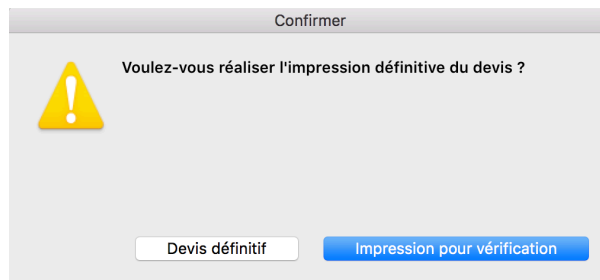 Confirmer
Voulez-vous réaliser l'impression définitive du devis ?
Devis définitif
Impression pour vérification